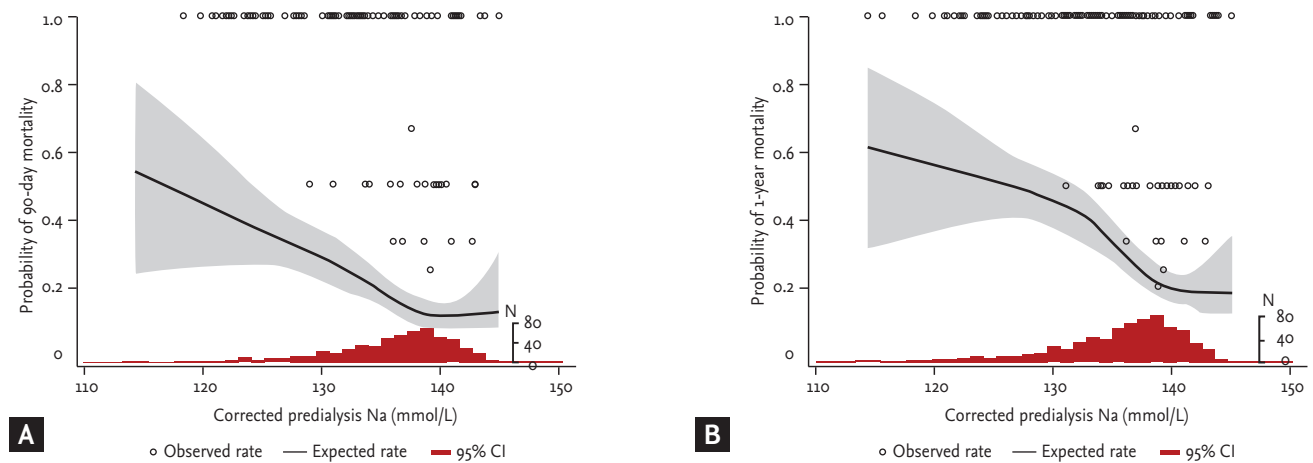 1.0
0.8
0.6
0.4
0.2
0
Probability of 90-day mortality
N
80
40
0
110 120 130 140 150
Corrected predialysis Na (mmol/L)
A
Observed rate Expected rate 95% CI
1.0
0.8
0.6
0.4
0.2
0
Probability of 1-year mortality
N
80
40
0
110 120 130 140 150
Corrected predialysis Na (mmol/L)
B
Observed rate Expected rate 95% CI